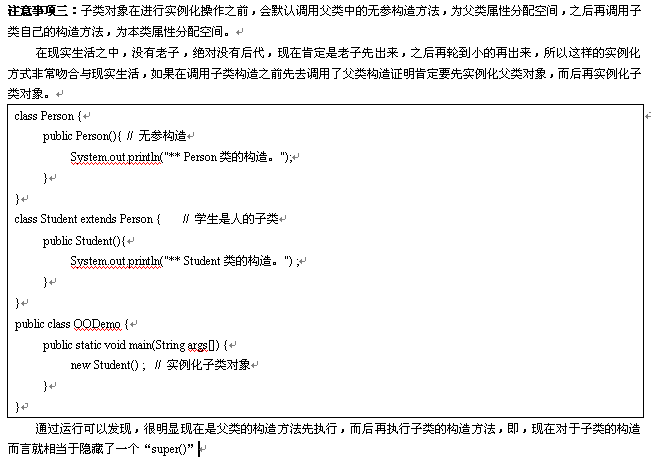 注意事项三：子类对象在进行实例化操作之前，会默认调用父类中的无参构造方法，为父类属性分配空间，之后再调用子
类自己的构造方法，为本类属性分配空间。
在现实生活之中，没有老子，绝对没有后代，现在肯定是老子先出来，之后再轮到小的再出来，所以这样的实例化
方式非常吻合与现实生活，如果在调用子类构造之前先去调用了父类构造证明肯定要先实例化父类对象，而后再实例化子
类对象。
class Person {
public Person(){ // 无参构造
System.out.println("** Person 类的构造。");
}
}
class Student extends Person { // 学生是人的子类
public Student(){
System.out.println("** Student 类的构造。") ;
}
}
public class OODemo {
public static void main(String args[]) {
new Student() ; // 实例化子类对象
}
}
通过运行可以发现，很明显现在是父类的构造方法先执行，而后再执行子类的构造方法，即，现在对于子类的构造
而言就相当于隐藏了一个“super()”